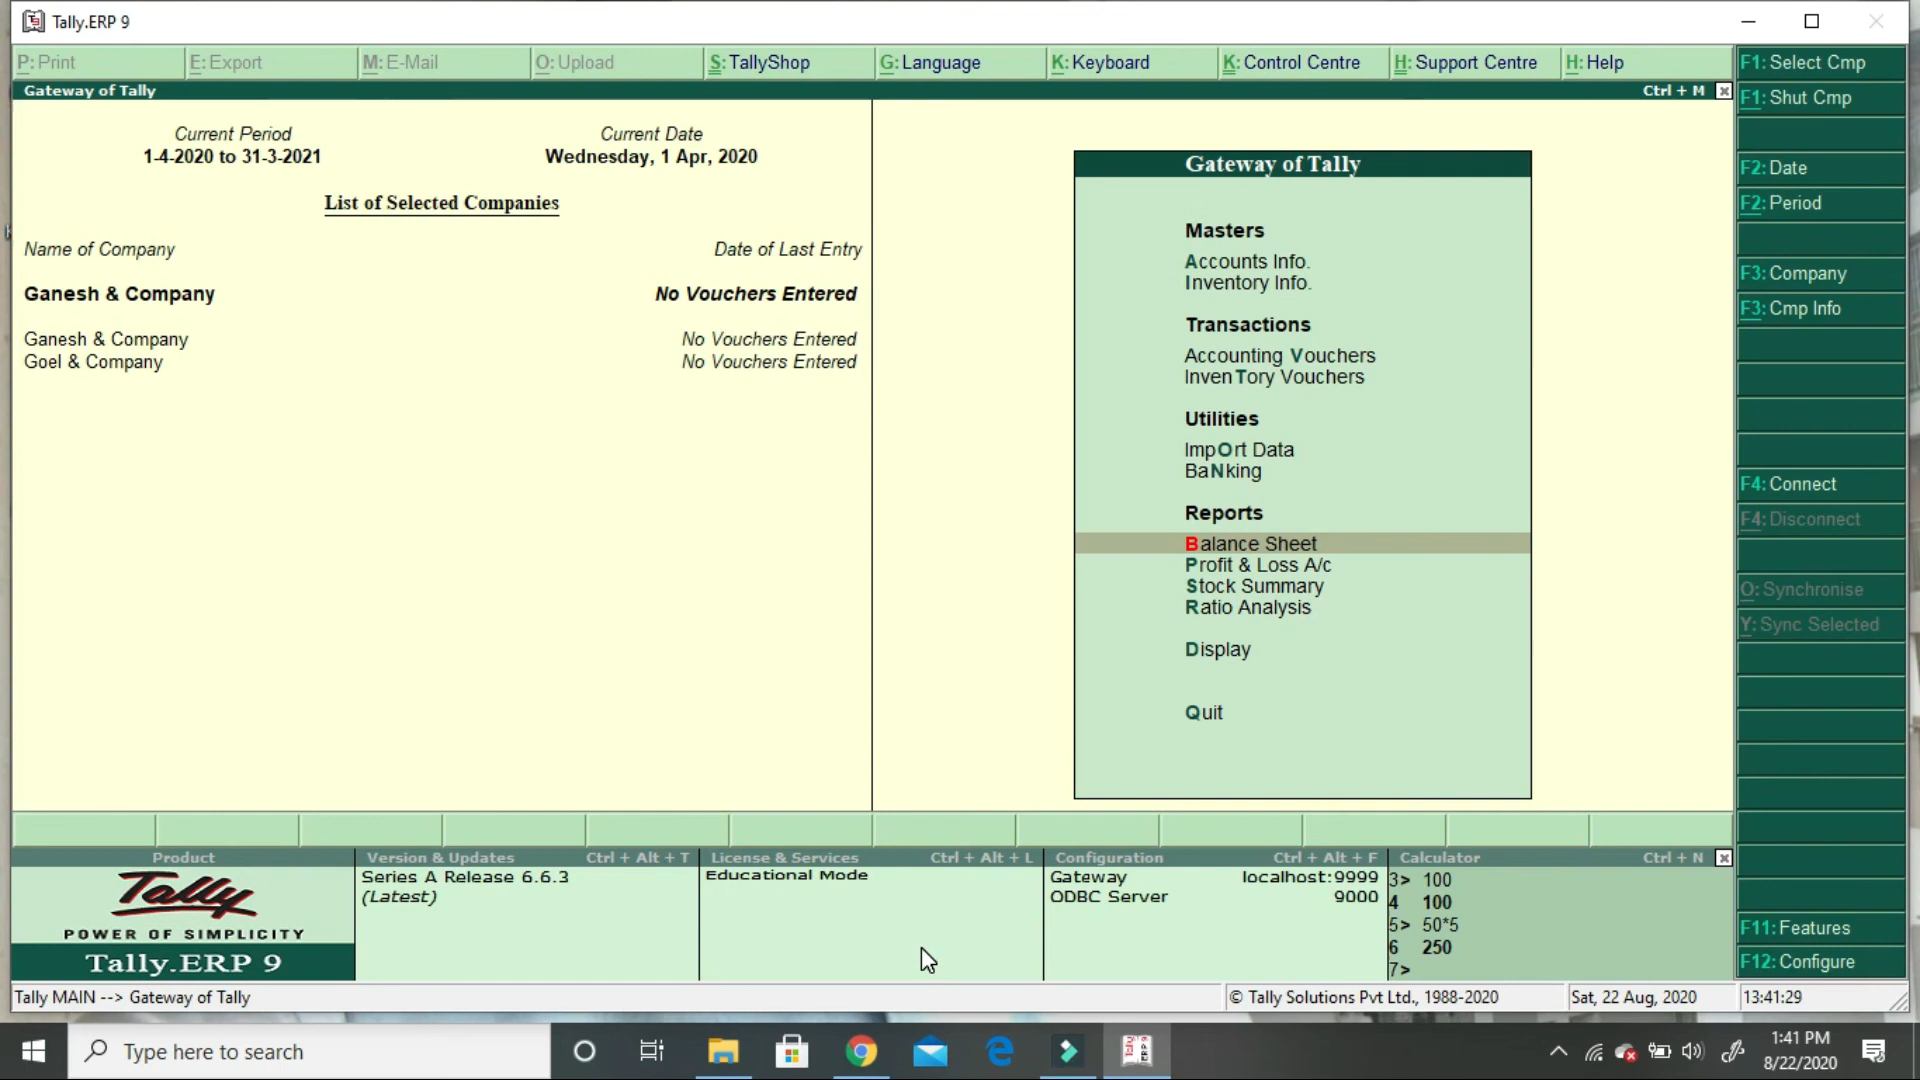 Tally.ERP 9
P: Print
E: Export
M: E-Mail
O: Upload
S: TallyShop
G: Language
K: Keyboard
K: Control Centre
H: Support Centre
H: Help
Gateway of Tally
Ctrl + M
Current Period
1-4-2020 to 31-3-2021
Current Date
Wednesday, 1 Apr, 2020
List of Selected Companies
Name of Company
Date of Last Entry
Ganesh & Company
No Vouchers Entered
Ganesh & Company
No Vouchers Entered
Goel & Company
No Vouchers Entered
Gateway of Tally
Masters
Accounts Info.
Inventory Info.
Transactions
Accounting Vouchers
InvenTory Vouchers
Utilities
ImpOrt Data
BaNking
Reports
Balance Sheet
Profit & Loss A/c
Stock Summary
Ratio Analysis
Display
Quit
F1: Select Cmp
F1: Shut Cmp
F2: Date
F2: Period
F3: Company
F3: Cmp Info
F4: Connect
F4: Disconnect
O: Synchronise
Y: Sync Selected
F11: Features
F12: Configure
Product
Tally
POWER OF SIMPLICITY
Tally.ERP 9
Version & Updates
Ctrl + Alt + T
Series A Release 6.6.3
(Latest)
License & Services
Ctrl + Alt + L
Educational Mode
Configuration
Ctrl + Alt + F
Gateway
localhost:9999
ODBC Server
9000
Calculator
Ctrl + N
3> 100
4 100
5> 50*5
6 250
7>
Tally MAIN --> Gateway of Tally
© Tally Solutions Pvt Ltd., 1988-2020
Sat, 22 Aug, 2020
13:41:29
Type here to search
1:41 PM
8/22/2020